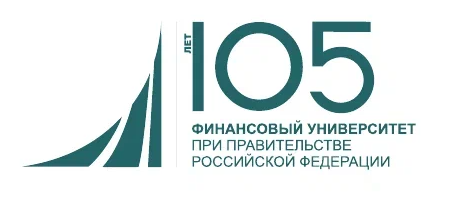 ЛЕТ
105
ФИНАНСОВЫЙ УНИВЕРСИТЕТ
ПРИ ПРАВИТЕЛЬСТВЕ
РОССИЙСКОЙ ФЕДЕРАЦИИ